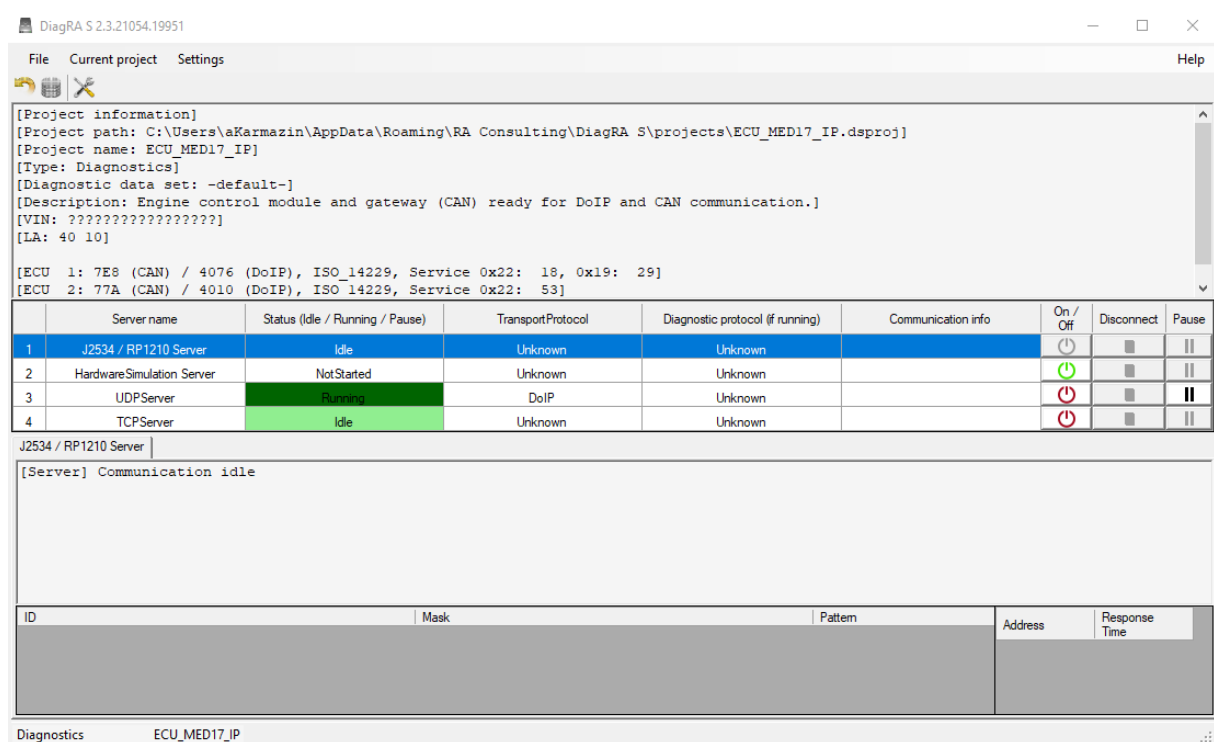 DiagRA S 2.3.21054.19951
File Current project Settings Help
[Project information]
[Project path: C:\Users\aKarmazin\AppData\Roaming\RA Consulting\DiagRA S\projects\ECU_MED17_IP.dsproj]
[Project name: ECU_MED17_IP]
[Type: Diagnostics]
[Diagnostic data set: -default-]
[Description: Engine control module and gateway (CAN) ready for DoIP and CAN communication.]
[VIN: ?????????????????]
[LA: 40 10]
[ECU 1: 7E8 (CAN) / 4076 (DoIP), ISO_14229, Service 0x22: 18, 0x19: 29]
[ECU 2: 77A (CAN) / 4010 (DoIP), ISO 14229, Service 0x22: 53]
Server name Status (Idle / Running / Pause) TransportProtocol Diagnostic protocol (if running) Communication info On / Off Disconnect Pause
1 J2534 / RP1210 Server Idle Unknown Unknown
2 HardwareSimulation Server NotStarted Unknown Unknown
3 UDPServer Running DoIP Unknown
4 TCPServer Idle Unknown Unknown
J2534 / RP1210 Server
[Server] Communication idle
ID Mask Pattern Address Response Time
Diagnostics ECU_MED17_IP